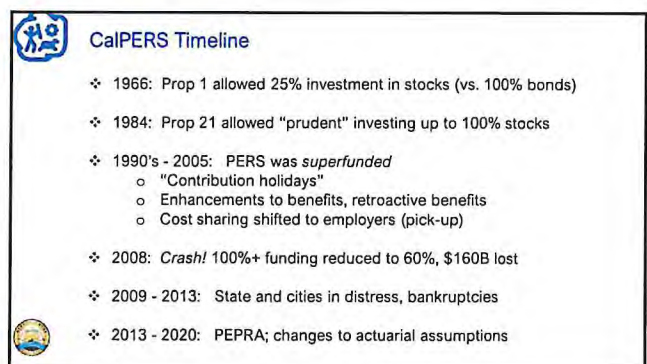 CalPERS Timeline
❖ 1966: Prop 1 allowed 25% investment in stocks (vs. 100% bonds)
❖ 1984: Prop 21 allowed "prudent" investing up to 100% stocks
❖ 1990's - 2005: PERS was superfunded
o "Contribution holidays"
o Enhancements to benefits, retroactive benefits
o Cost sharing shifted to employers (pick-up)
❖ 2008: Crash! 100%+ funding reduced to 60%, $160B lost
❖ 2009 - 2013: State and cities in distress, bankruptcies
❖ 2013 - 2020: PEPRA; changes to actuarial assumptions